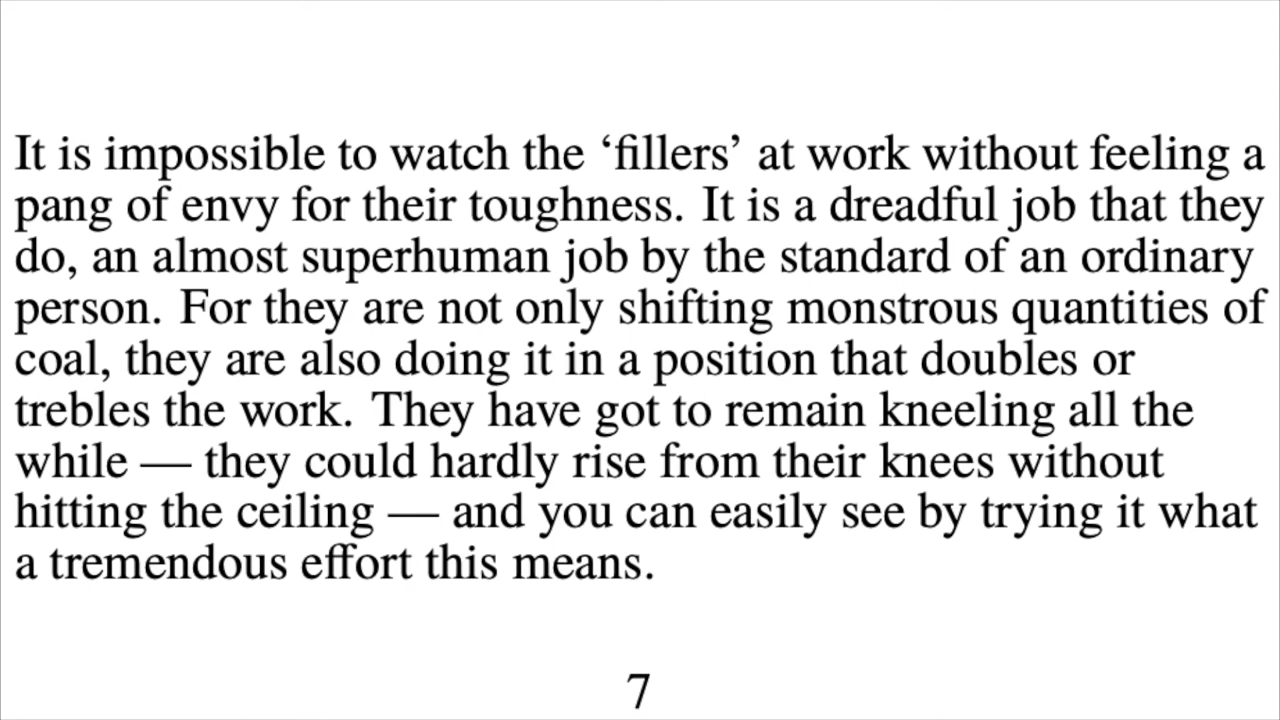 It is impossible to watch the ‘fillers’ at work without feeling a
pang of envy for their toughness. It is a dreadful job that they
do, an almost superhuman job by the standard of an ordinary
person. For they are not only shifting monstrous quantities of
coal, they are also doing it in a position that doubles or
trebles the work. They have got to remain kneeling all the
while — they could hardly rise from their knees without
hitting the ceiling — and you can easily see by trying it what
a tremendous effort this means.
7